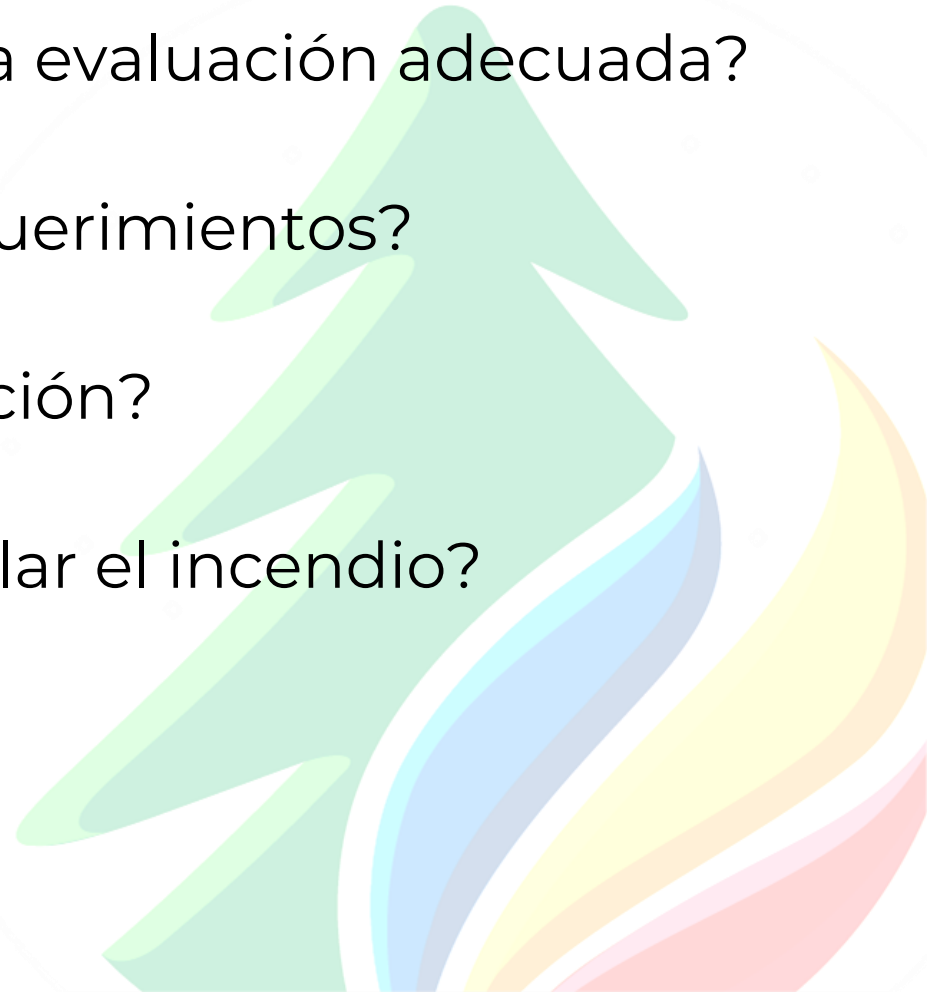 a evaluación adecuada?
uerimientos?
ción?
lar el incendio?